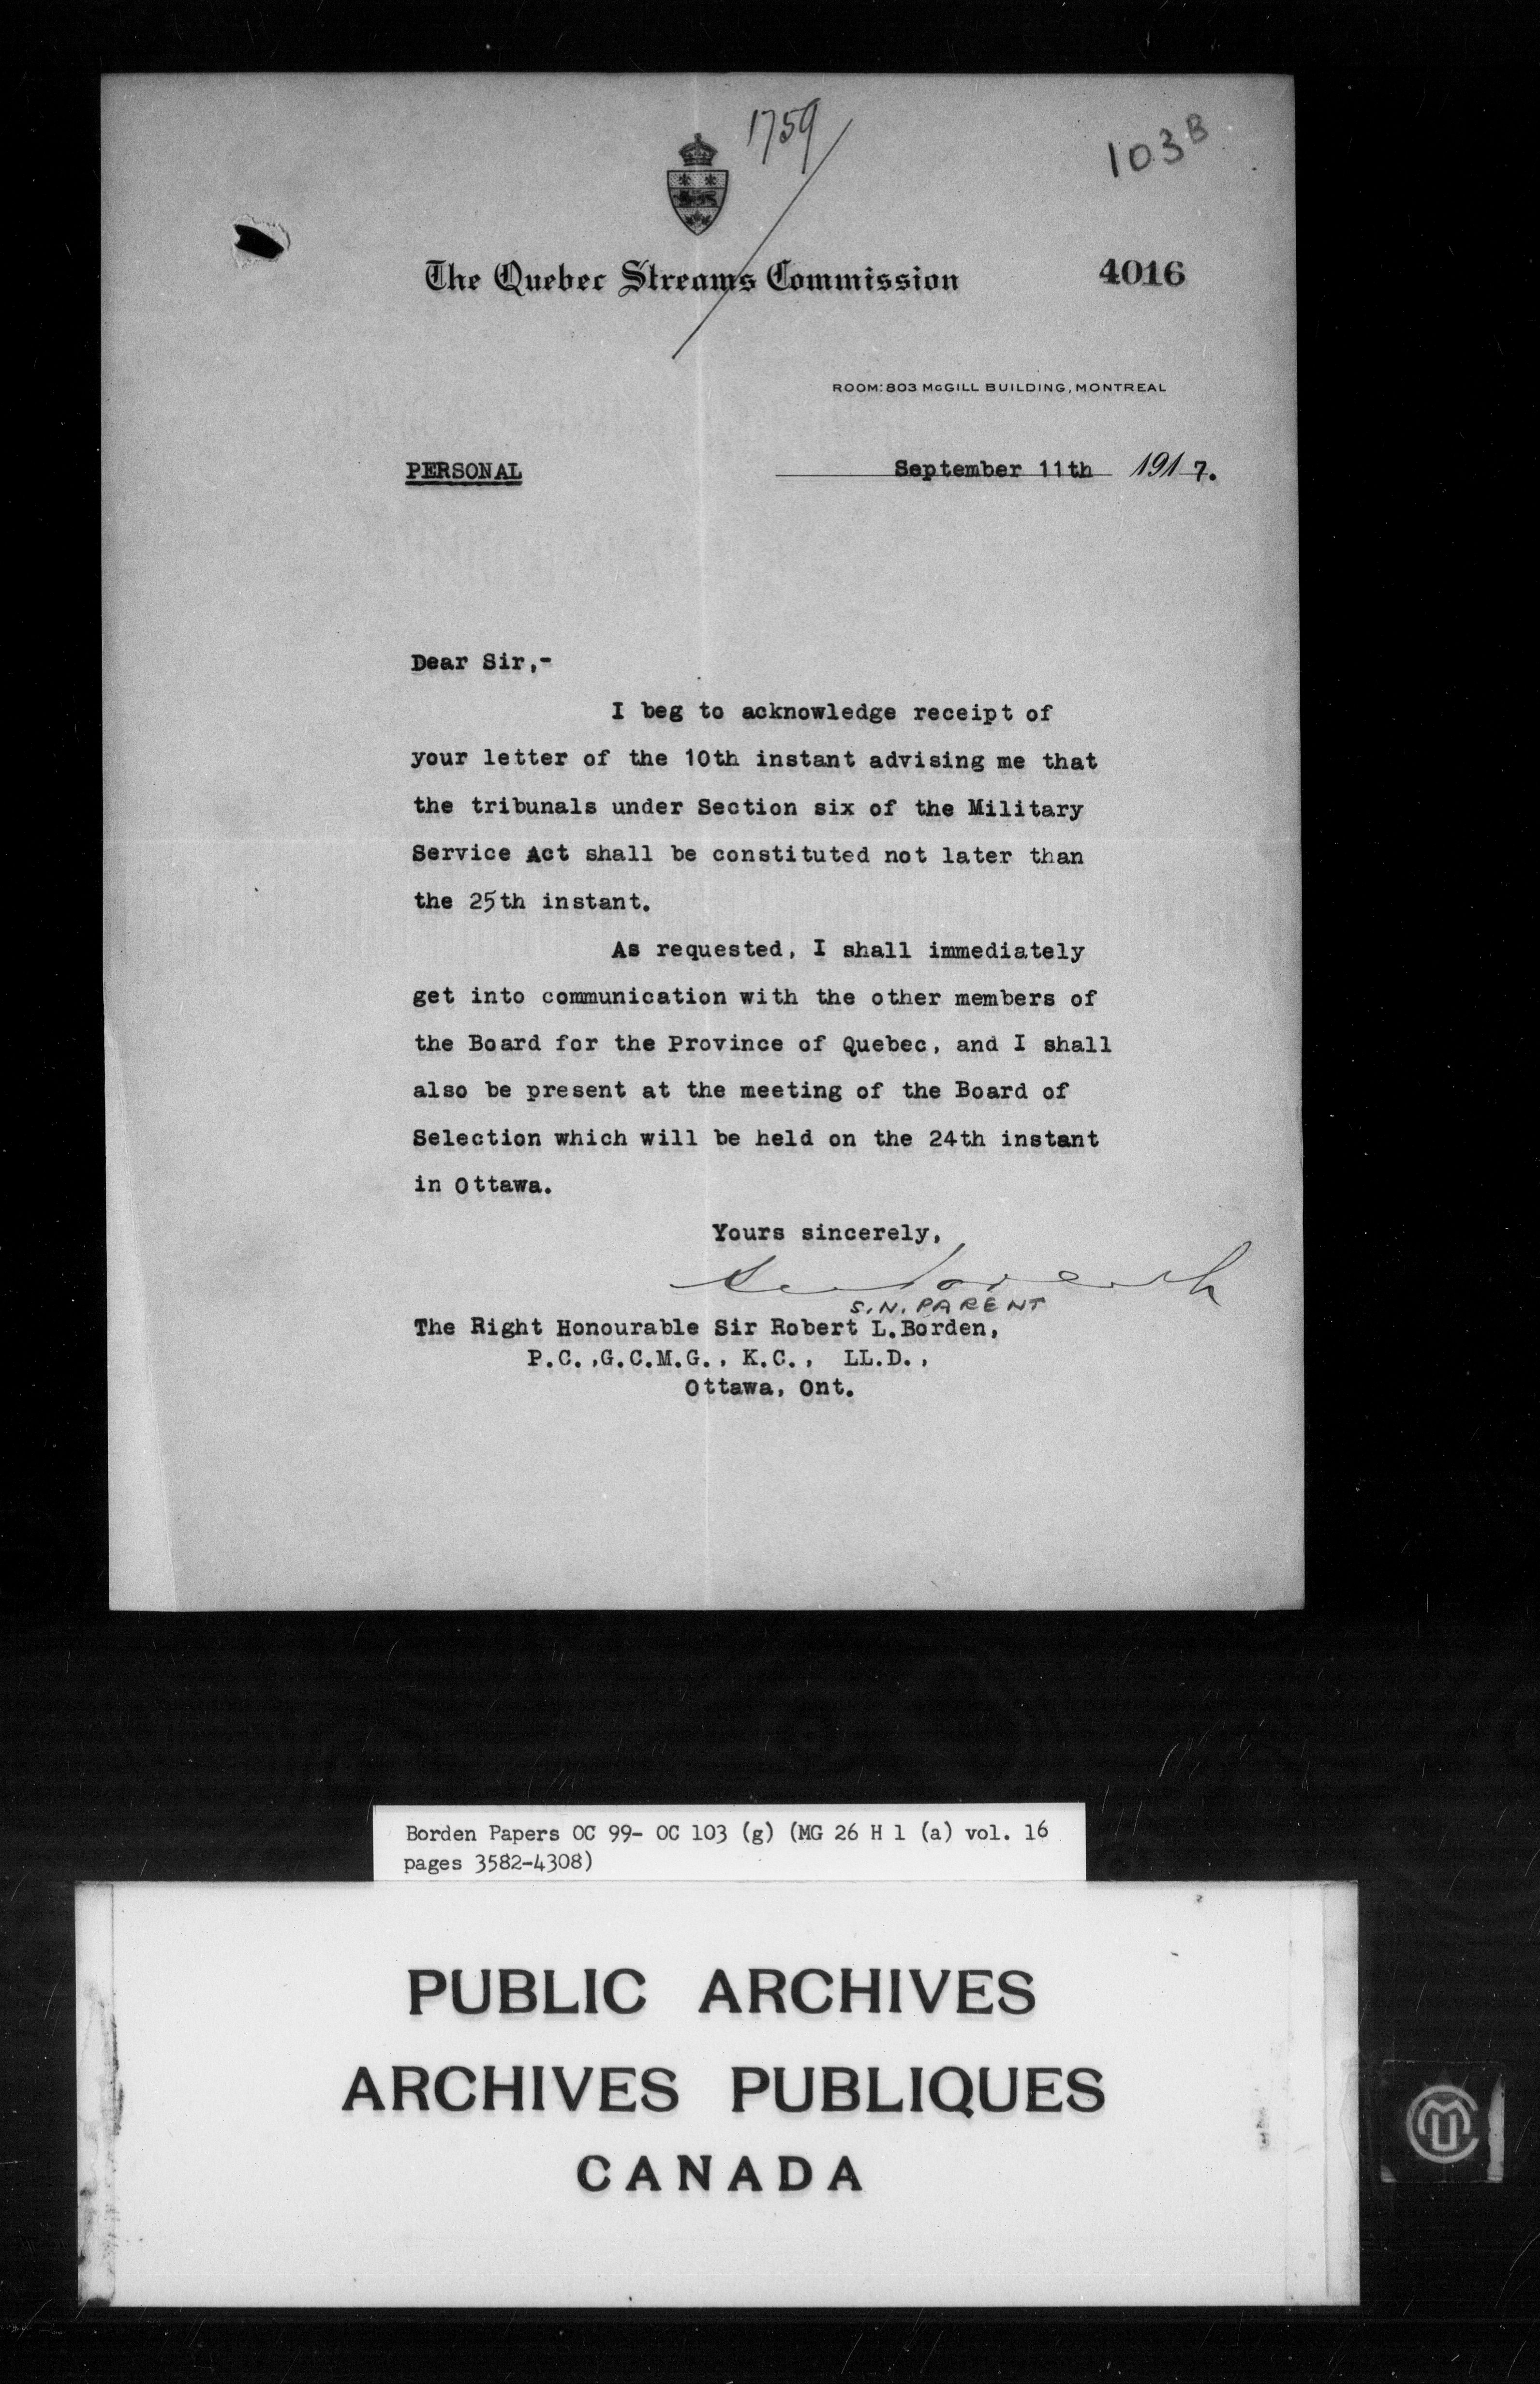 1759
103B
The Quebec Streams Commission
4016
ROOM: 803 McGILL BUILDING, MONTREAL
PERSONAL
September 11th 1917.
Dear Sir,-
I beg to acknowledge receipt of
your letter of the 10th instant advising me that
the tribunals under Section six of the Military
Service Act shall be constituted not later than
the 25th instant.
As requested, I shall immediately
get into communication with the other members of
the Board for the Province of Quebec, and I shall
also be present at the meeting of the Board of
Selection which will be held on the 24th instant
in Ottawa.
Yours sincerely,
S.N. PARENT
The Right Honourable Sir Robert L.Borden,
P.C.,G.C.M.G., K.C., LL.D.,
Ottawa, Ont.
Borden Papers OC 99- OC 103 (g) (MG 26 H 1 (a) vol. 16
pages 3582-4308)
PUBLIC ARCHIVES
ARCHIVES PUBLIQUES
CANADA